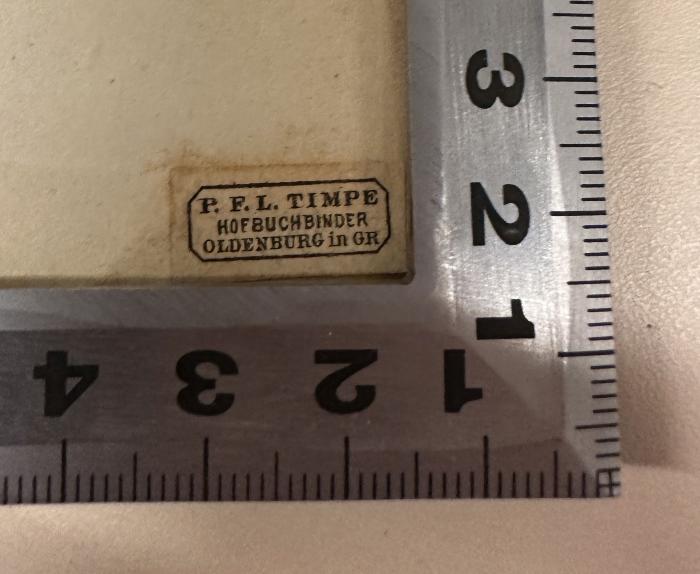 P. F. L. TIMPE
HOFBUCHBINDER
OLDENBURG in GR
3
2
1
4 3 2 1